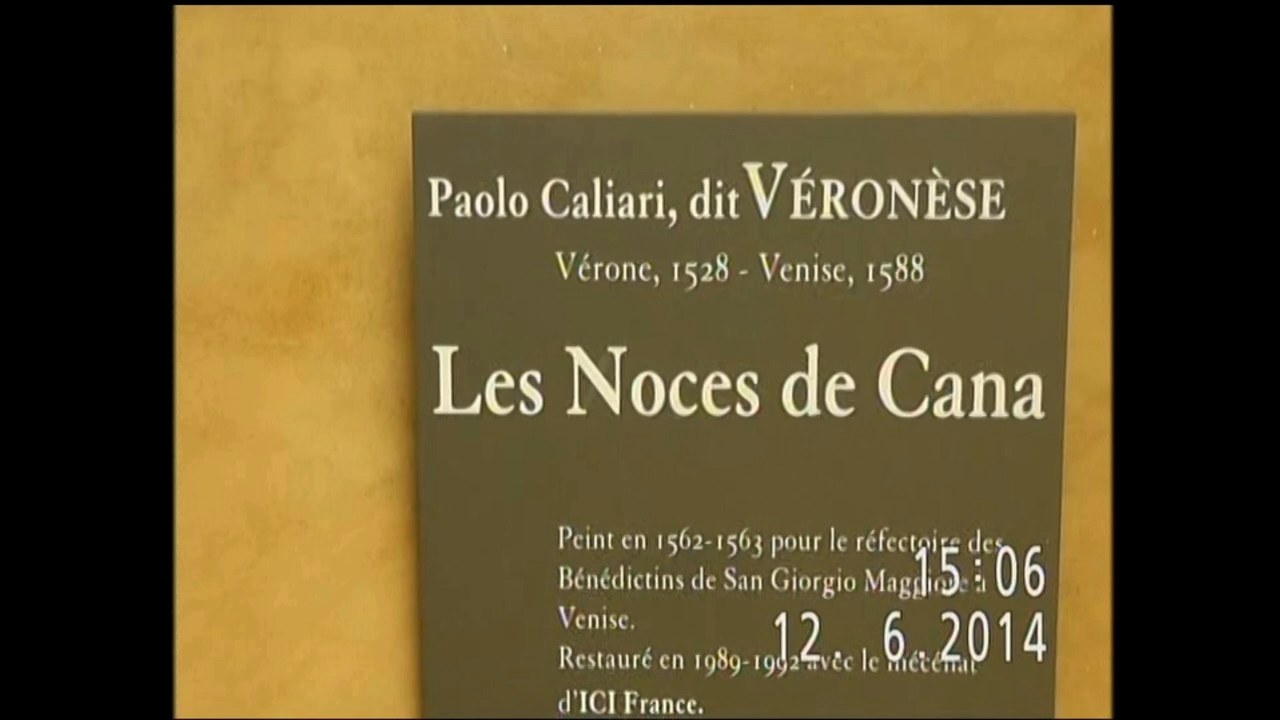 Paolo Caliari, dit VÉRONÈSE
Vérone, 1528 - Venise, 1588
Les Noces de Cana
Peint en 1562-1563 pour le réfectoire des
Bénédictins de San Giorgio Maggiore à
Venise.
Restauré en 1989-1992 avec le mécénat
d'ICI France.
15:06
12. 6.2014